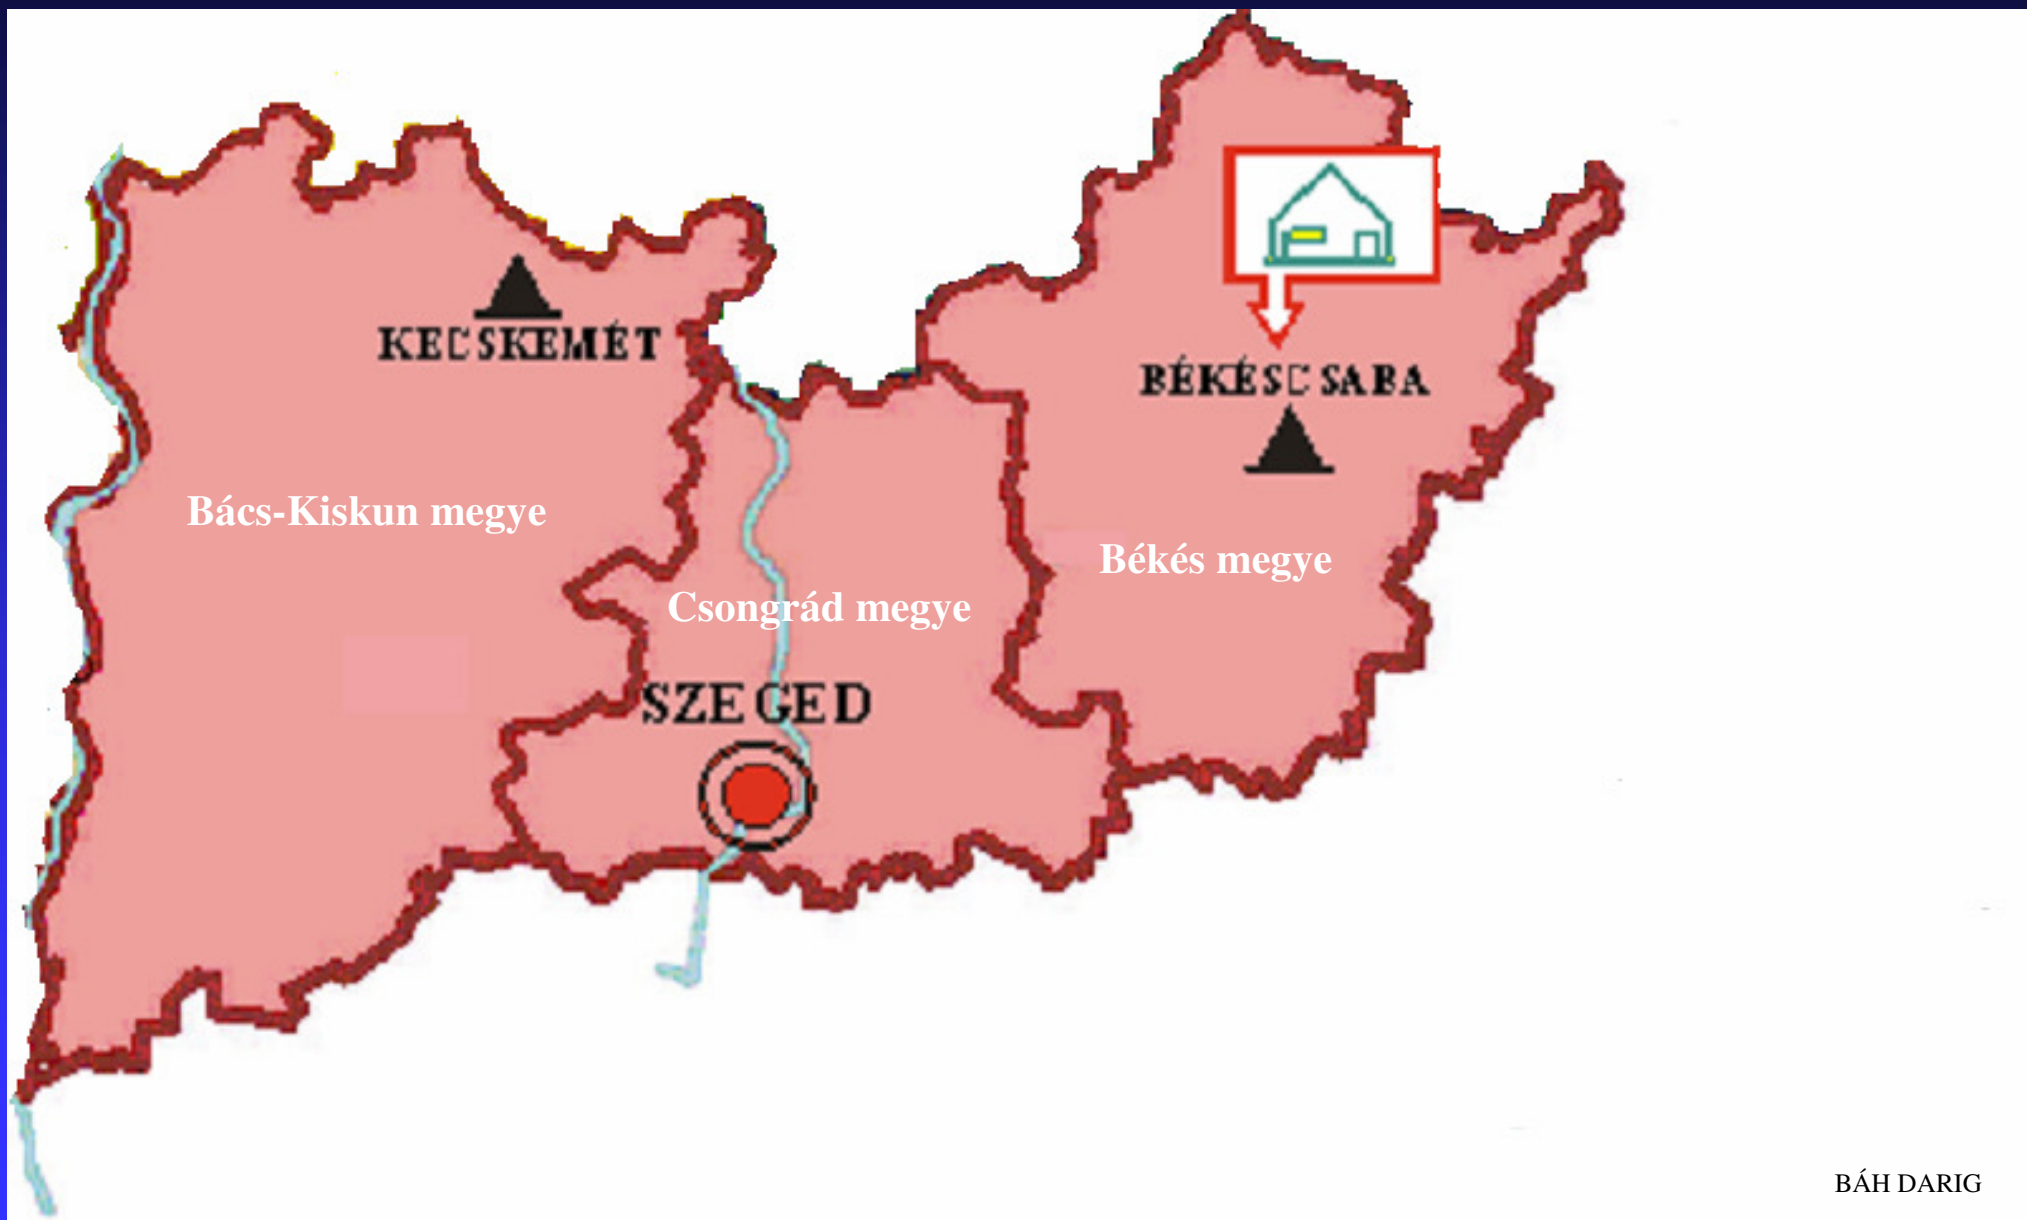 KECSKEMÉT
BÉKÉSCSABA
Bács-Kiskun megye
Békés megye
Csongrád megye
SZEGED
BÁH DARIG